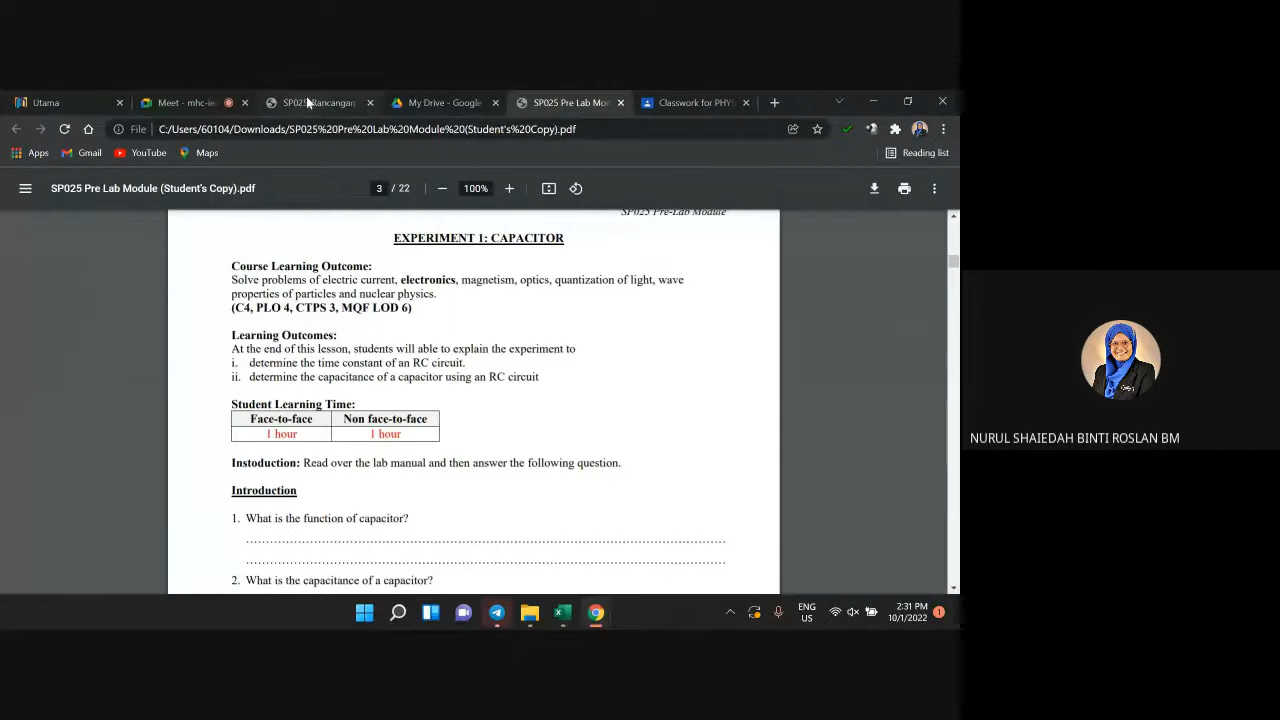 Utama
Meet - mhc-ie
SP025 Rancangan
My Drive - Google
SP025 Pre Lab Mo
Classwork for PHYS
File C:/Users/60104/Downloads/SP025%20Pre%20Lab%20Module%20(Student's%20Copy).pdf
Apps Gmail YouTube Maps Reading list
SP025 Pre Lab Module (Student's Copy).pdf 3 / 22 100%
SP025 Pre-Lab Module
EXPERIMENT 1: CAPACITOR
Course Learning Outcome:
Solve problems of electric current, electronics, magnetism, optics, quantization of light, wave
properties of particles and nuclear physics.
(C4, PLO 4, CTPS 3, MQF LOD 6)
Learning Outcomes:
At the end of this lesson, students will able to explain the experiment to
i. determine the time constant of an RC circuit.
ii. determine the capacitance of a capacitor using an RC circuit
Student Learning Time:
Face-to-face Non face-to-face
1 hour 1 hour
Instoduction: Read over the lab manual and then answer the following question.
Introduction
1. What is the function of capacitor?
2. What is the capacitance of a capacitor?
NURUL SHAIEDAH BINTI ROSLAN BM
ENG
US
2:31 PM
10/1/2022
1